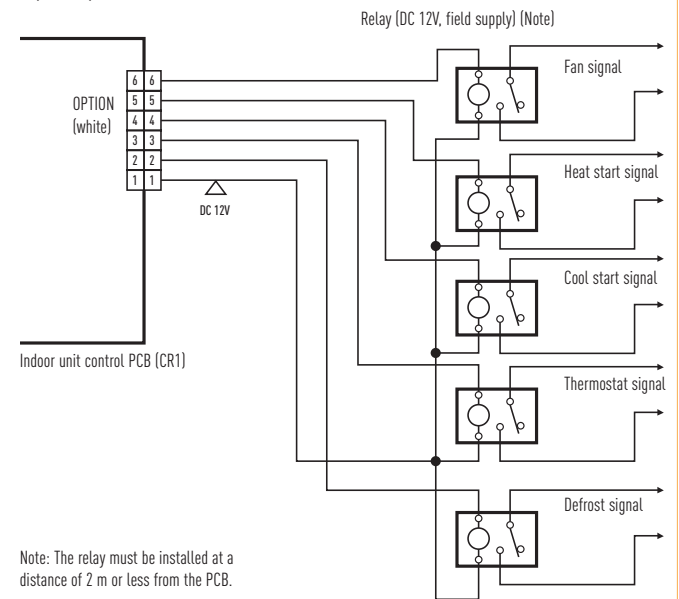 Relay (DC 12V, field supply) (Note)
Fan signal
OPTION
(white)
6 6
5 5
4 4
3 3
2 2
1 1
DC 12V
Heat start signal
Cool start signal
Indoor unit control PCB (CR1)
Thermostat signal
Defrost signal
Note: The relay must be installed at a
distance of 2 m or less from the PCB.